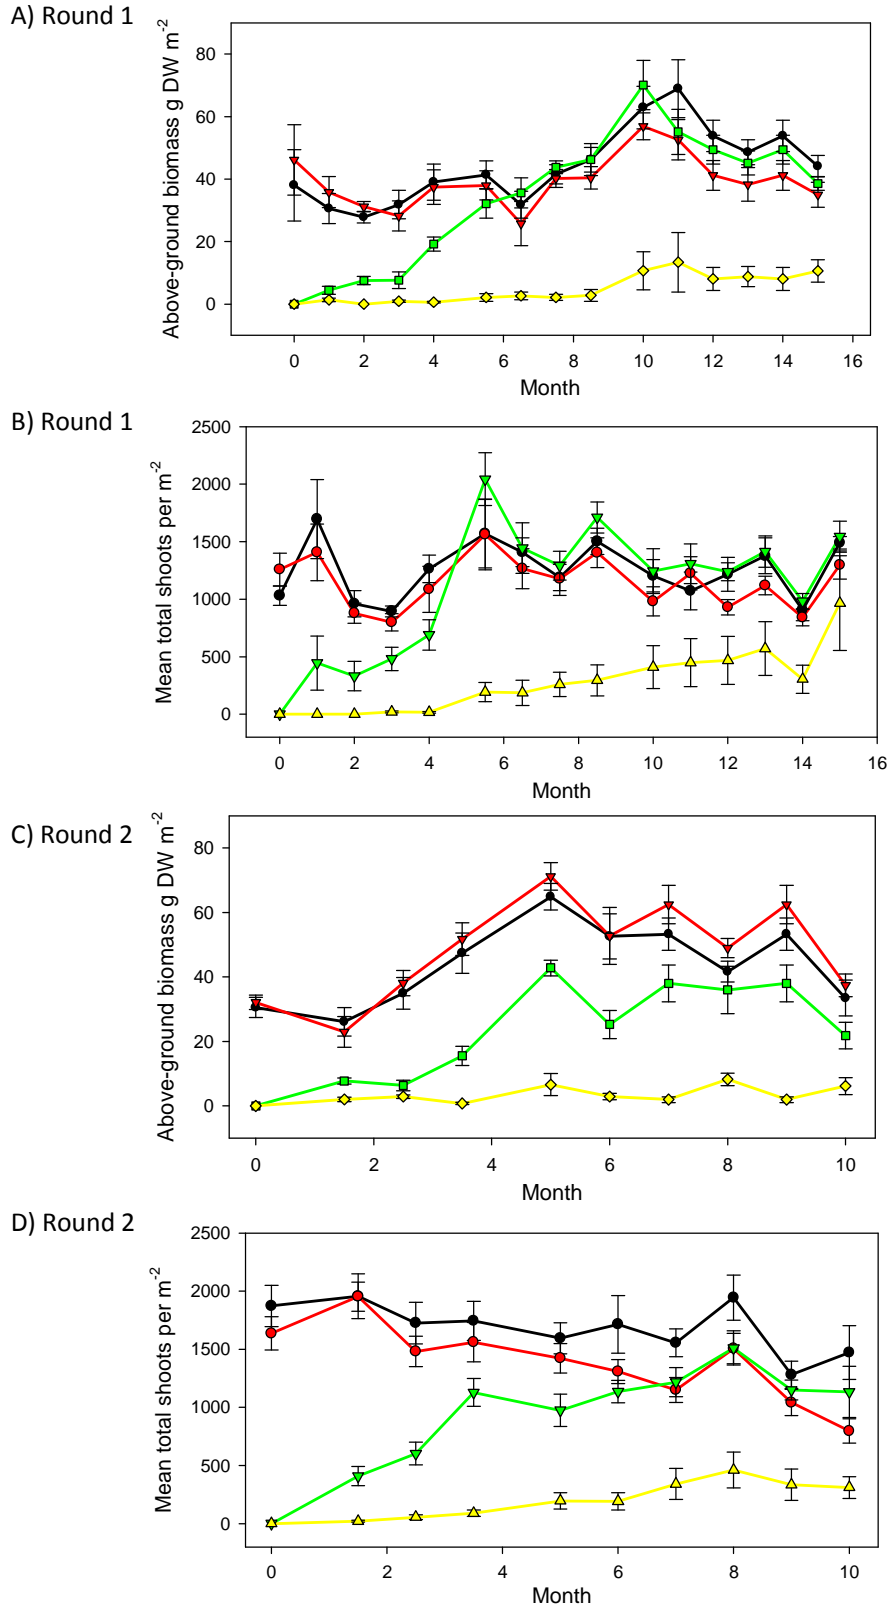 A) Round 1
Above-ground biomass g DW m-2
80
60
40
20
0
0 2 4 6 8 10 12 14 16
Month
B) Round 1
Mean total shoots per m-2
2500
2000
1500
1000
500
0
0 2 4 6 8 10 12 14 16
Month
C) Round 2
Above-ground biomass g DW m-2
80
60
40
20
0
0 2 4 6 8 10
Month
D) Round 2
Mean total shoots per m-2
2500
2000
1500
1000
500
0
0 2 4 6 8 10
Month